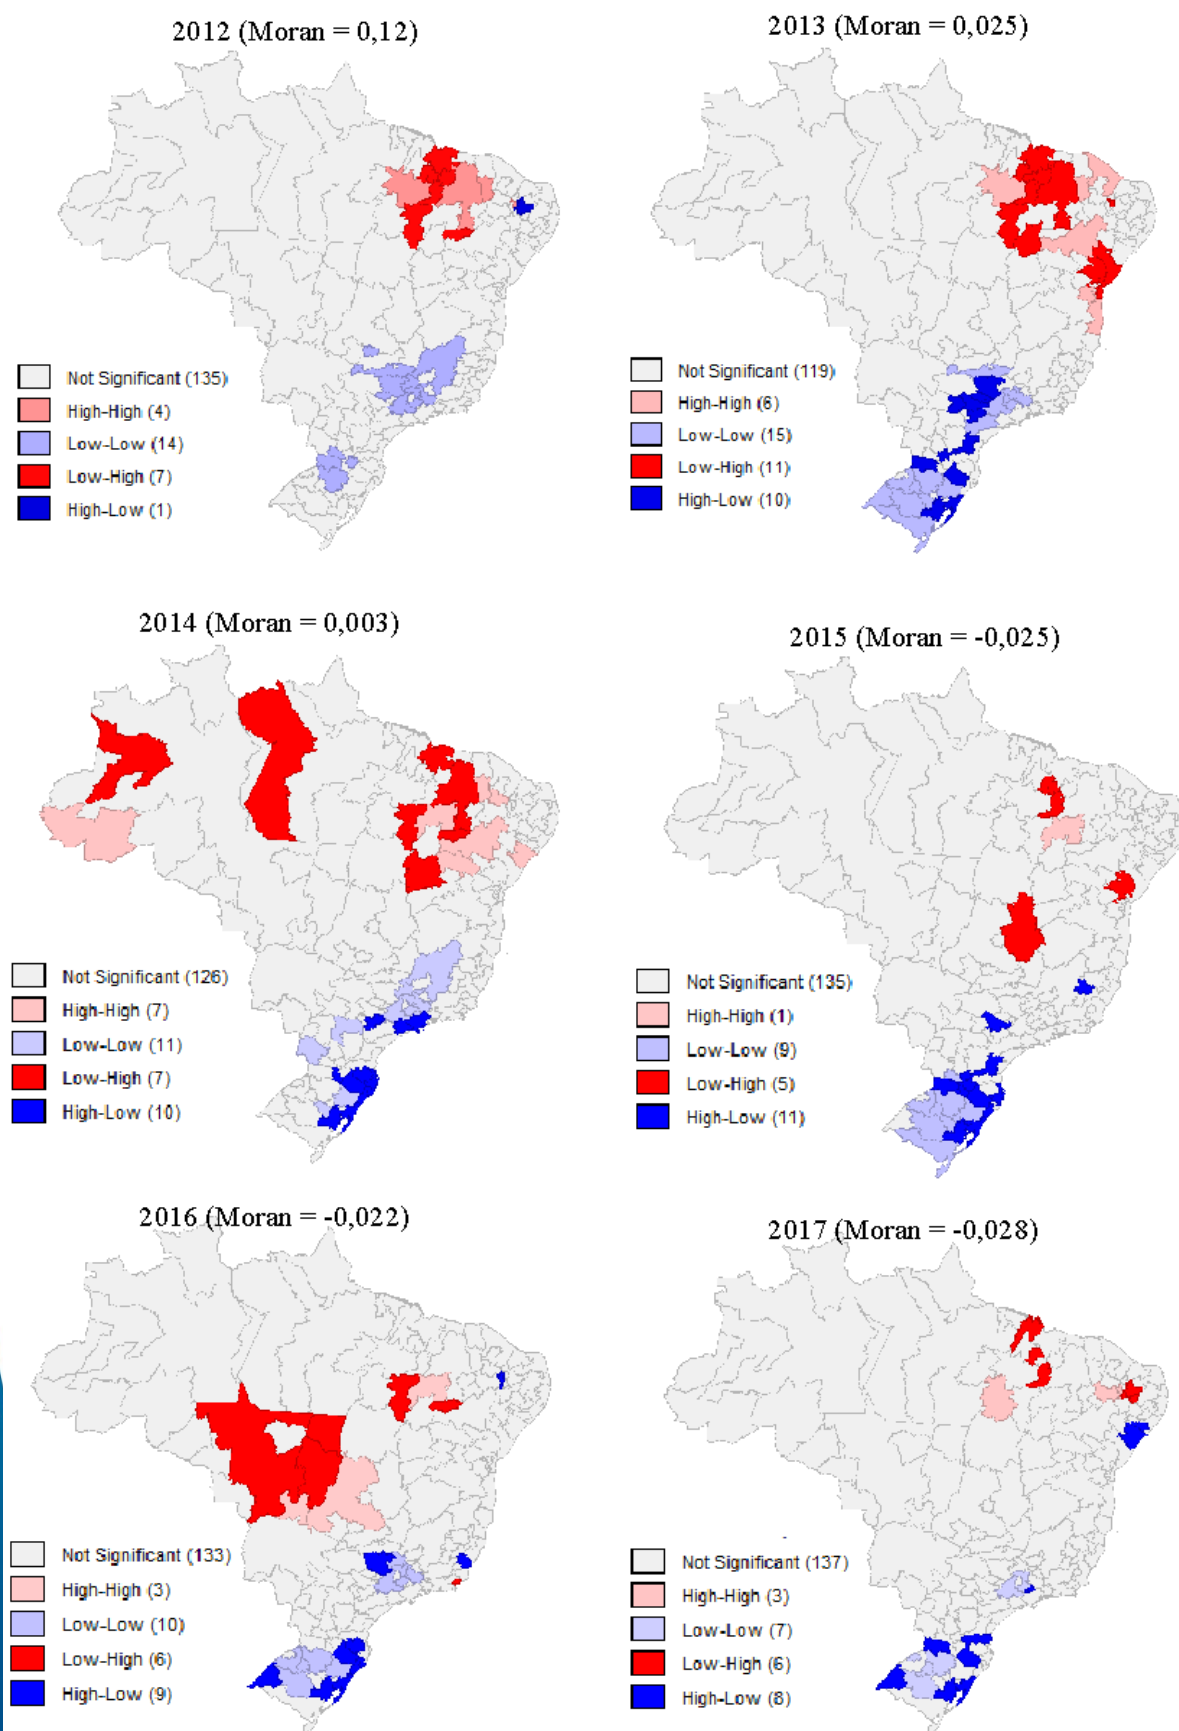 2012 (Moran = 0,12)
Not Significant (135)
High-High (4)
Low-Low (14)
Low-High (7)
High-Low (1)
2013 (Moran = 0,025)
Not Significant (119)
High-High (6)
Low-Low (15)
Low-High (11)
High-Low (10)
2014 (Moran = 0,003)
Not Significant (126)
High-High (7)
Low-Low (11)
Low-High (7)
High-Low (10)
2015 (Moran = -0,025)
Not Significant (135)
High-High (1)
Low-Low (9)
Low-High (5)
High-Low (11)
2016 (Moran = -0,022)
Not Significant (133)
High-High (3)
Low-Low (10)
Low-High (6)
High-Low (9)
2017 (Moran = -0,028)
Not Significant (137)
High-High (3)
Low-Low (7)
Low-High (6)
High-Low (8)